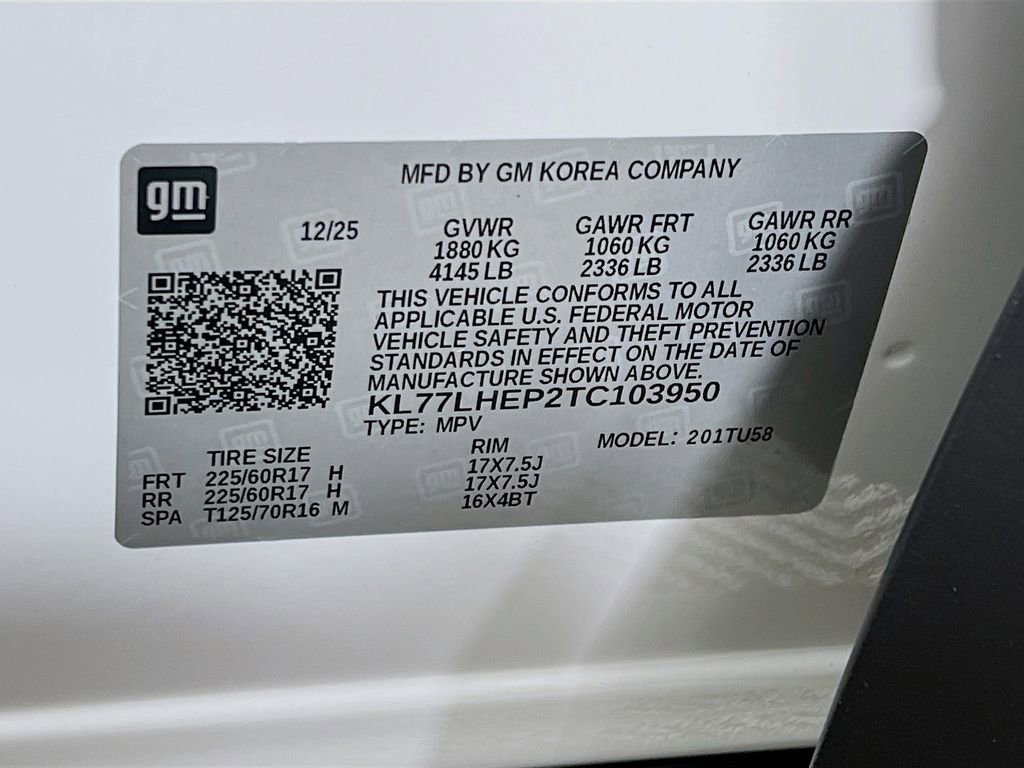 gm
MFD BY GM KOREA COMPANY
12/25 GVWR GAWR FRT GAWR RR
1880 KG 1060 KG 1060 KG
4145 LB 2336 LB 2336 LB
THIS VEHICLE CONFORMS TO ALL
APPLICABLE U.S. FEDERAL MOTOR
VEHICLE SAFETY AND THEFT PREVENTION
STANDARDS IN EFFECT ON THE DATE OF
MANUFACTURE SHOWN ABOVE.
KL77LHEP2TC103950
TYPE: MPV MODEL: 201TU58
TIRE SIZE RIM
FRT 225/60R17 H 17X7.5J
RR 225/60R17 H 17X7.5J
SPA T125/70R16 M 16X4BT